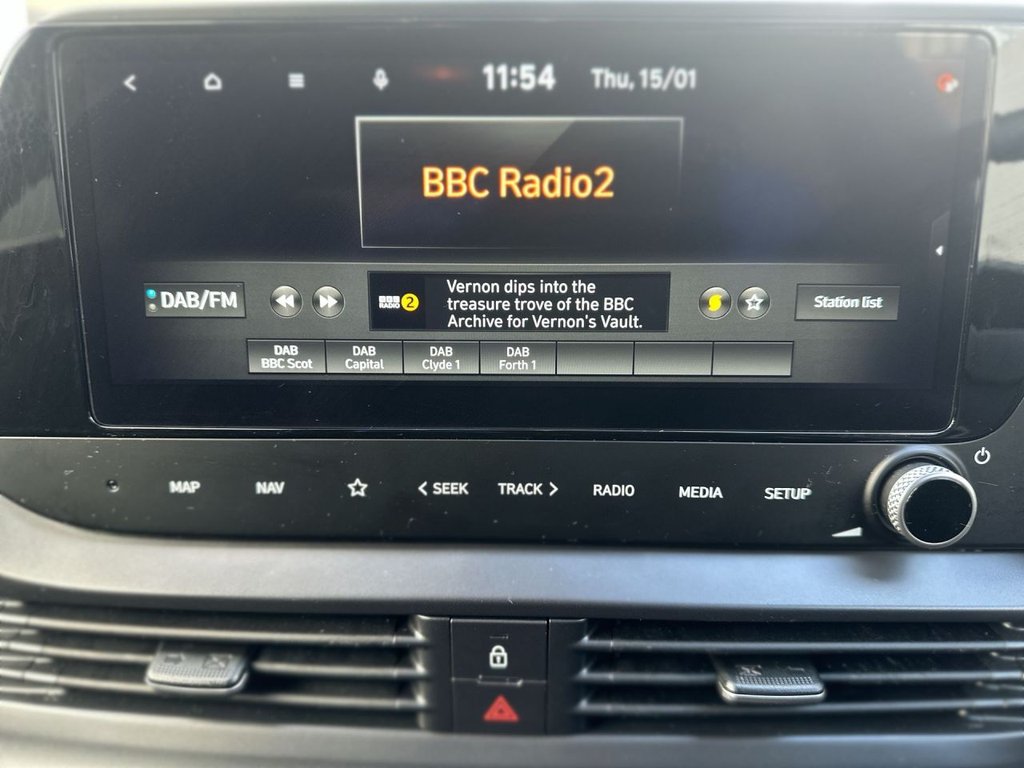 11:54 Thu, 15/01
BBC Radio2
DAB/FM
BBC
RADIO 2
Vernon dips into the
treasure trove of the BBC
Archive for Vernon's Vault.
Station list
DAB
BBC Scot
DAB
Capital
DAB
Clyde 1
DAB
Forth 1
MAP NAV < SEEK TRACK > RADIO MEDIA SETUP